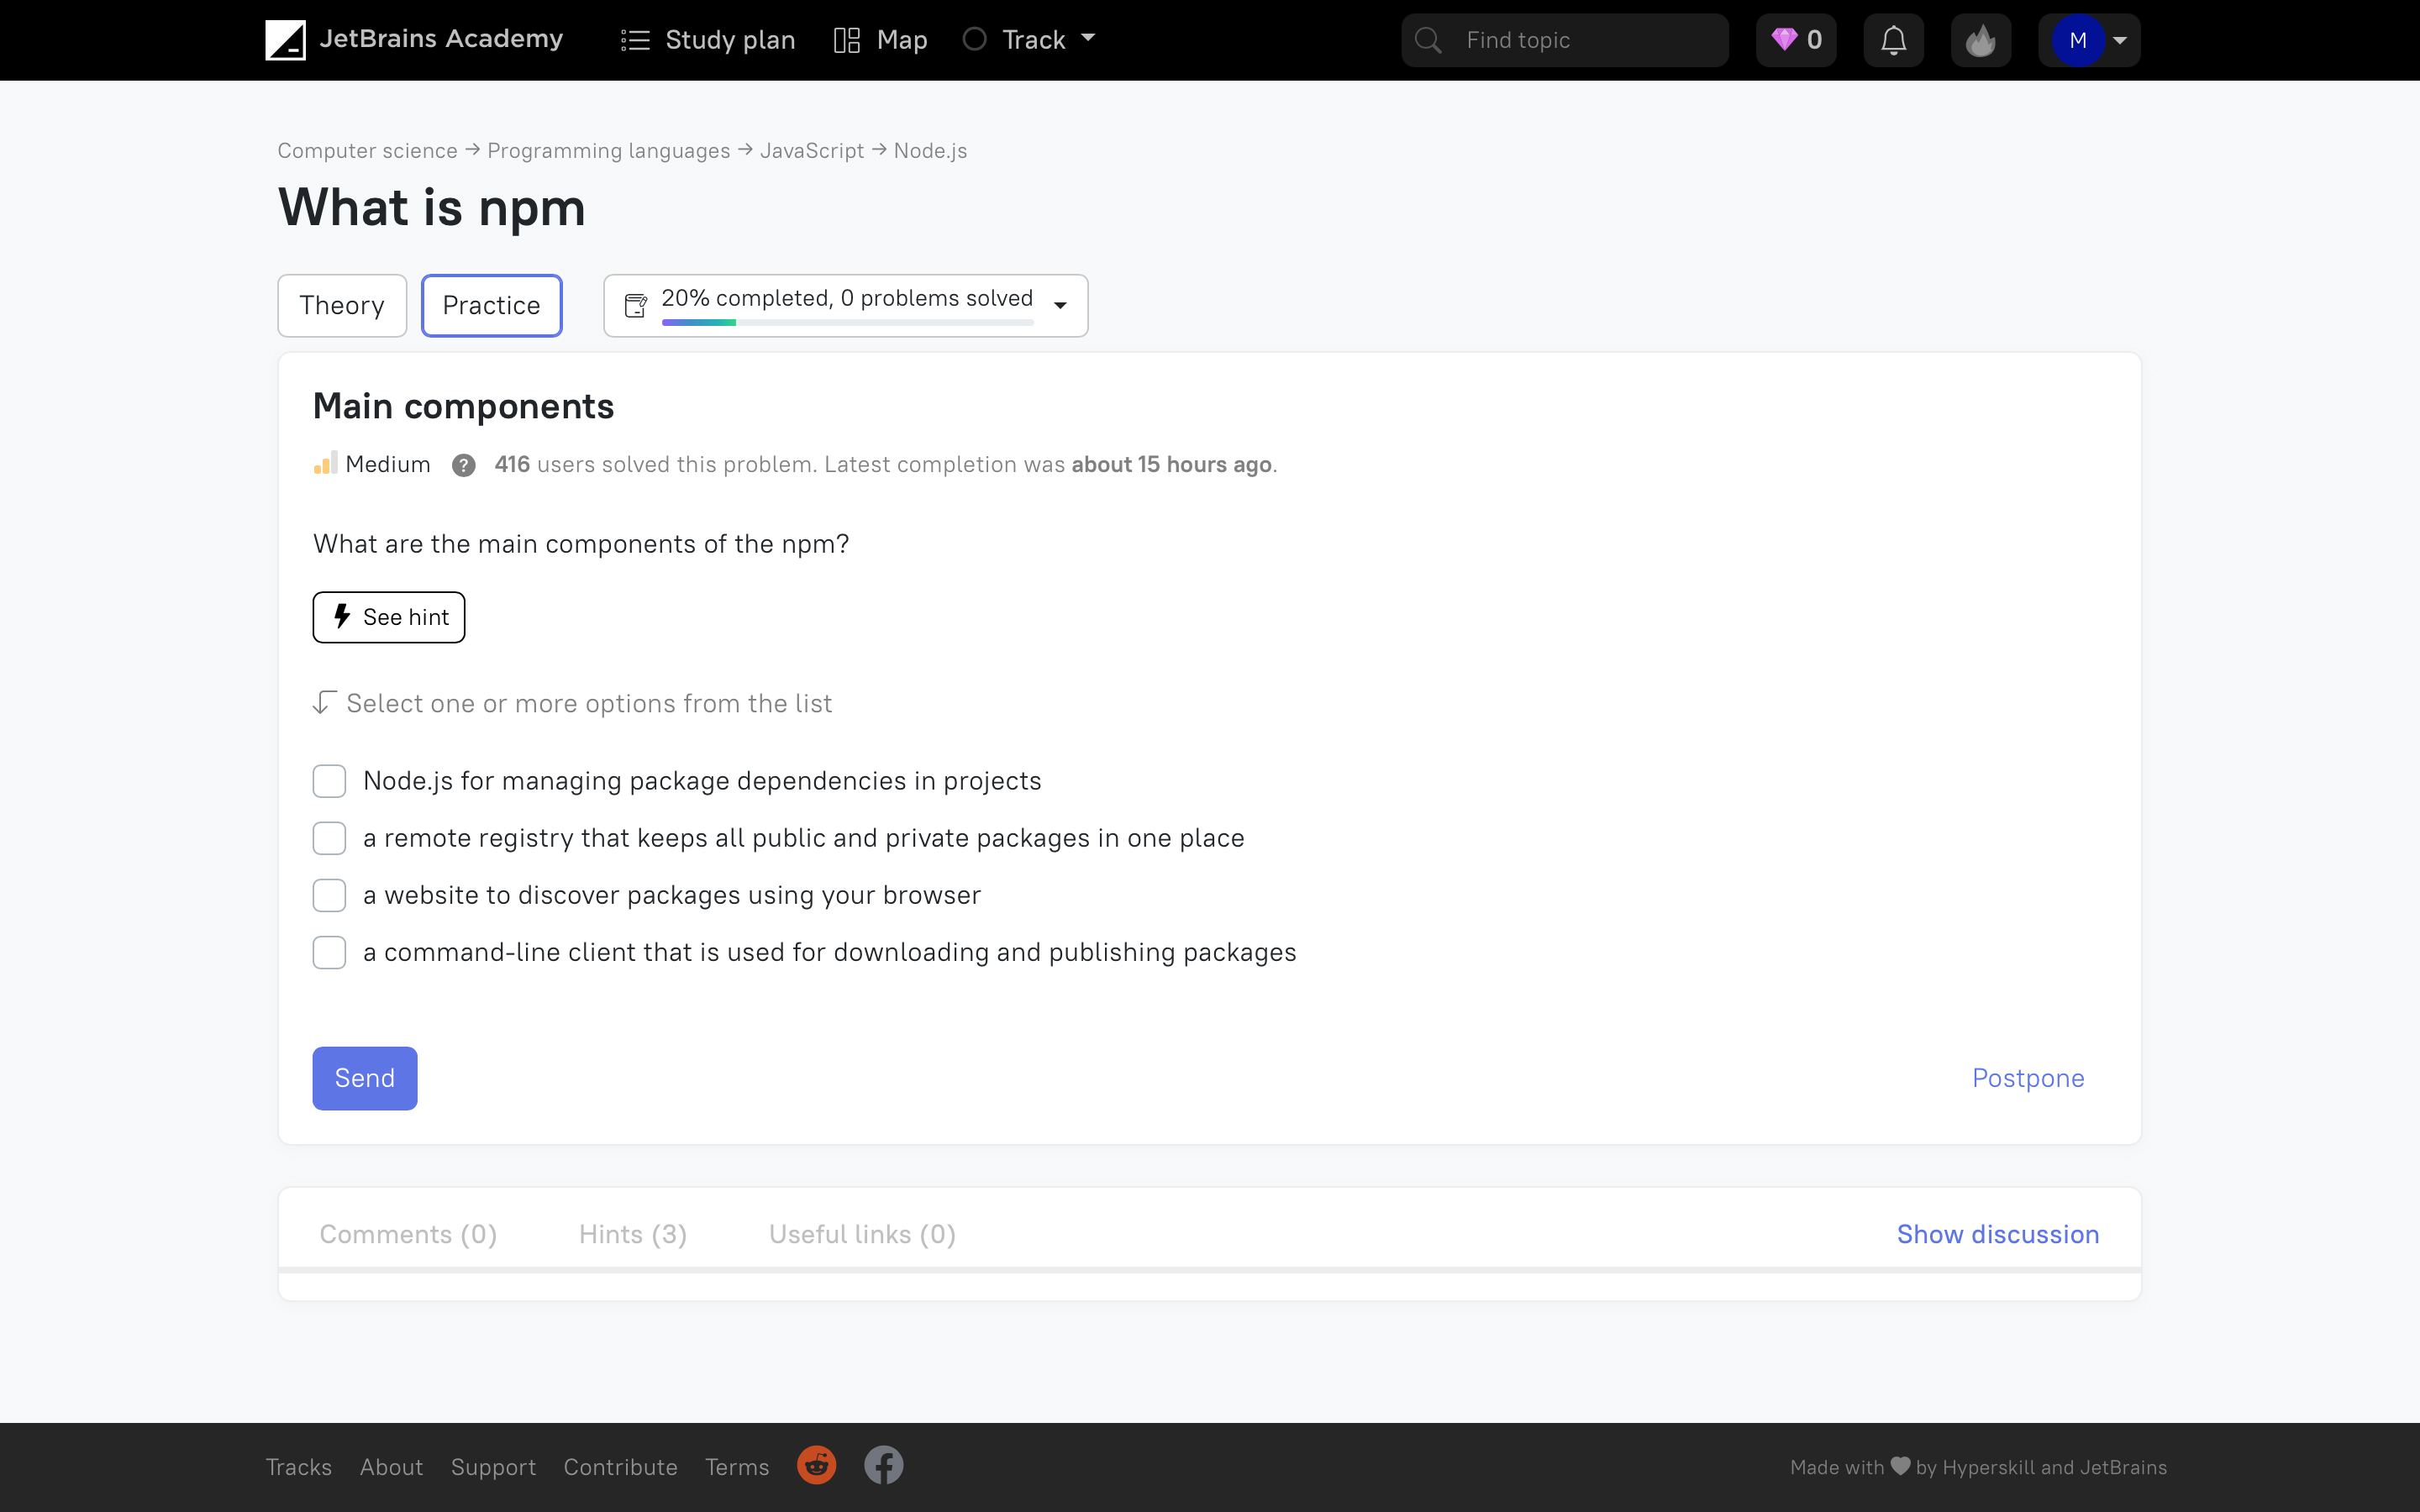 JetBrains Academy Study plan Map Track Find topic 0 M
Computer science → Programming languages → JavaScript → Node.js
What is npm
Theory Practice 20% completed, 0 problems solved
Main components
Medium ? 416 users solved this problem. Latest completion was about 15 hours ago.
What are the main components of the npm?
See hint
Select one or more options from the list
Node.js for managing package dependencies in projects
a remote registry that keeps all public and private packages in one place
a website to discover packages using your browser
a command-line client that is used for downloading and publishing packages
Send Postpone
Comments (0) Hints (3) Useful links (0) Show discussion
Tracks About Support Contribute Terms Made with by Hyperskill and JetBrains